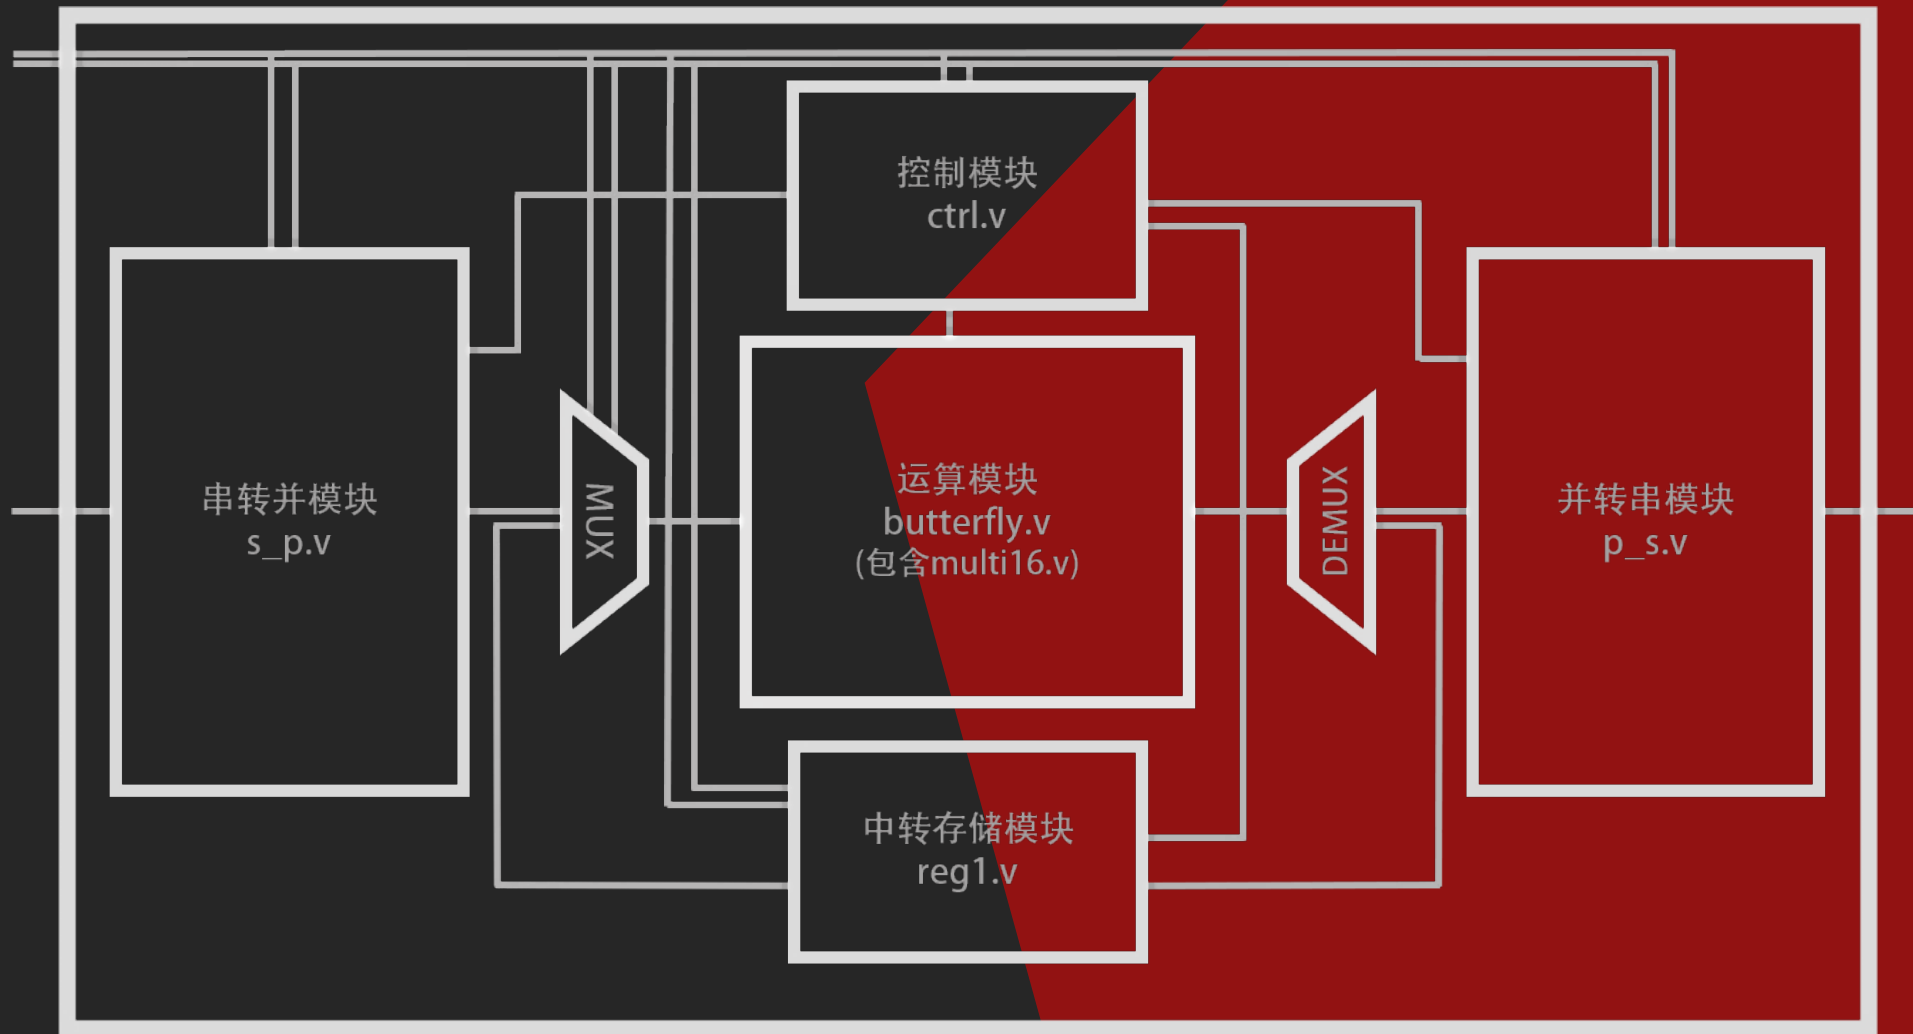 控制模块
ctrl.v
串转并模块
s_p.v
MUX
运算模块
butterfly.v
(包含multi16.v)
DEMUX
并转串模块
p_s.v
中转存储模块
reg1.v